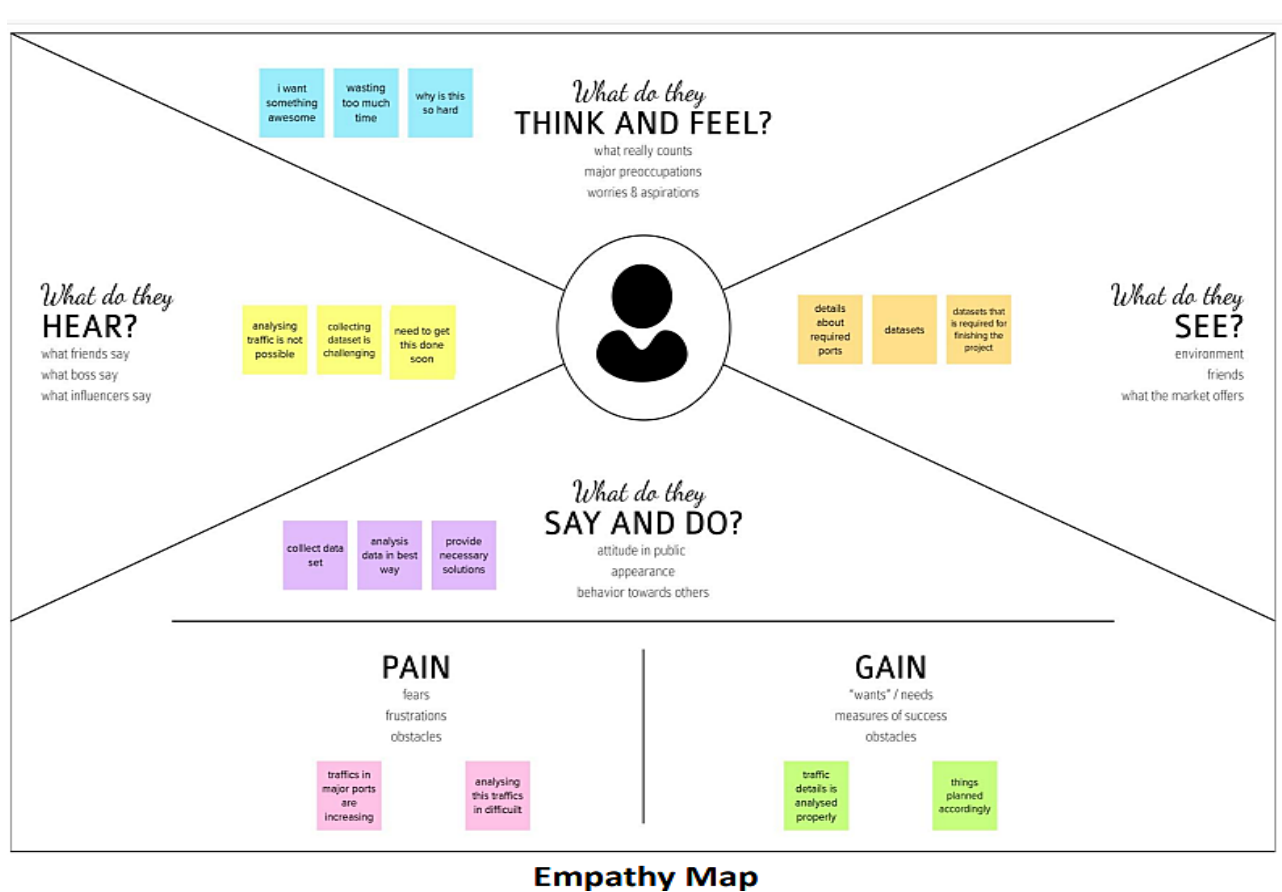 i want
something
awesome
wasting
too much
time
why is this
so hard
What do they
THINK AND FEEL?
what really counts
major preoccupations
worries & aspirations
What do they
HEAR?
what friends say
what boss say
what influencers say
analysing
traffic is not
possible
collecting
dataset is
challenging
need to get
this done
soon
details
about
required
ports
datasets
datasets that
is required for
finishing the
project
What do they
SEE?
environment
friends
what the market offers
What do they
SAY AND DO?
attitude in public
appearance
behavior towards others
colllect data
set
analysis
data in best
way
provide
necessary
solutions
PAIN
fears
frustrations
obstacles
traffics in
major ports
are
increasing
analysing
this traffics
in difficult
GAIN
"wants" / needs
measures of success
obstacles
traffic
details is
analysed
properly
things
planned
accordingly
Empathy Map